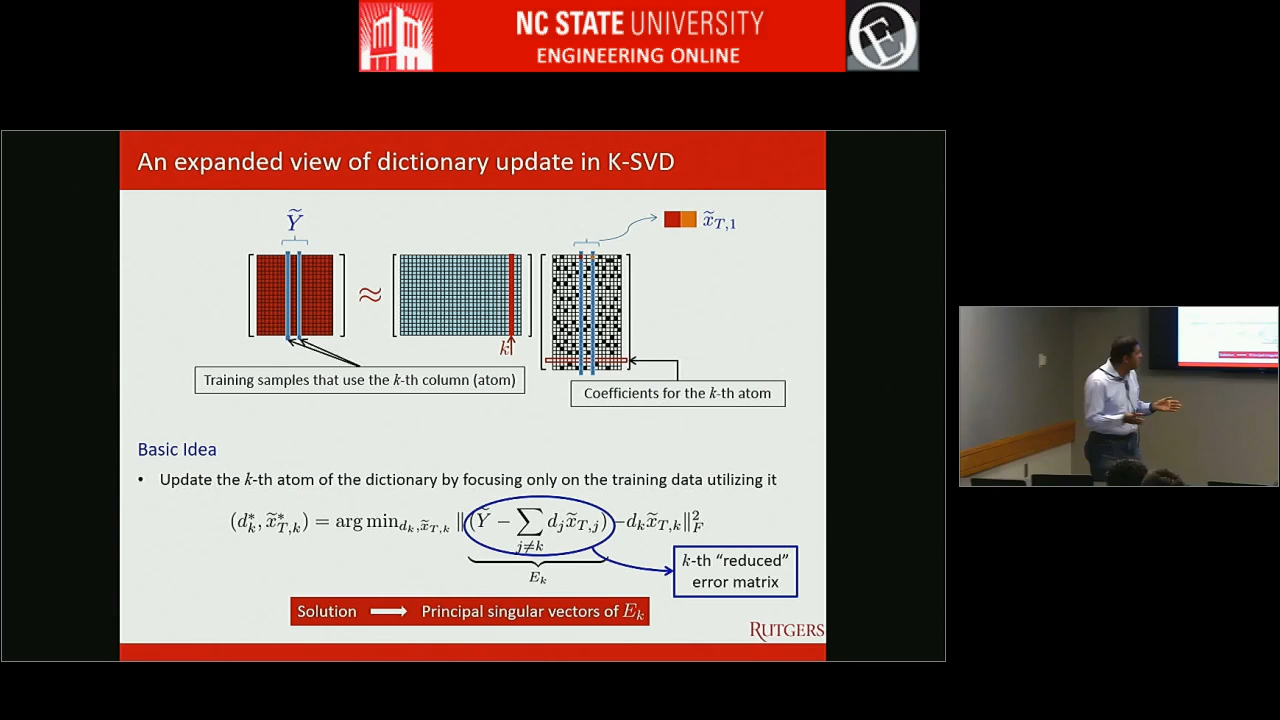 NC STATE UNIVERSITY
ENGINEERING ONLINE
An expanded view of dictionary update in K-SVD
Ỹ
x̃_{T,1}
≈
k
Training samples that use the k-th column (atom)
Coefficients for the k-th atom
Basic Idea
• Update the k-th atom of the dictionary by focusing only on the training data utilizing it
(d_k^*, x̃_{T,k}^*) = arg min_{d_k, x̃_{T,k}} ‖(Ỹ − ∑_{j≠k} d_j x̃_{T,j}) − d_k x̃_{T,k}‖_F^2
E_k
k-th “reduced”
error matrix
Solution ⟹ Principal singular vectors of E_k
RUTGERS